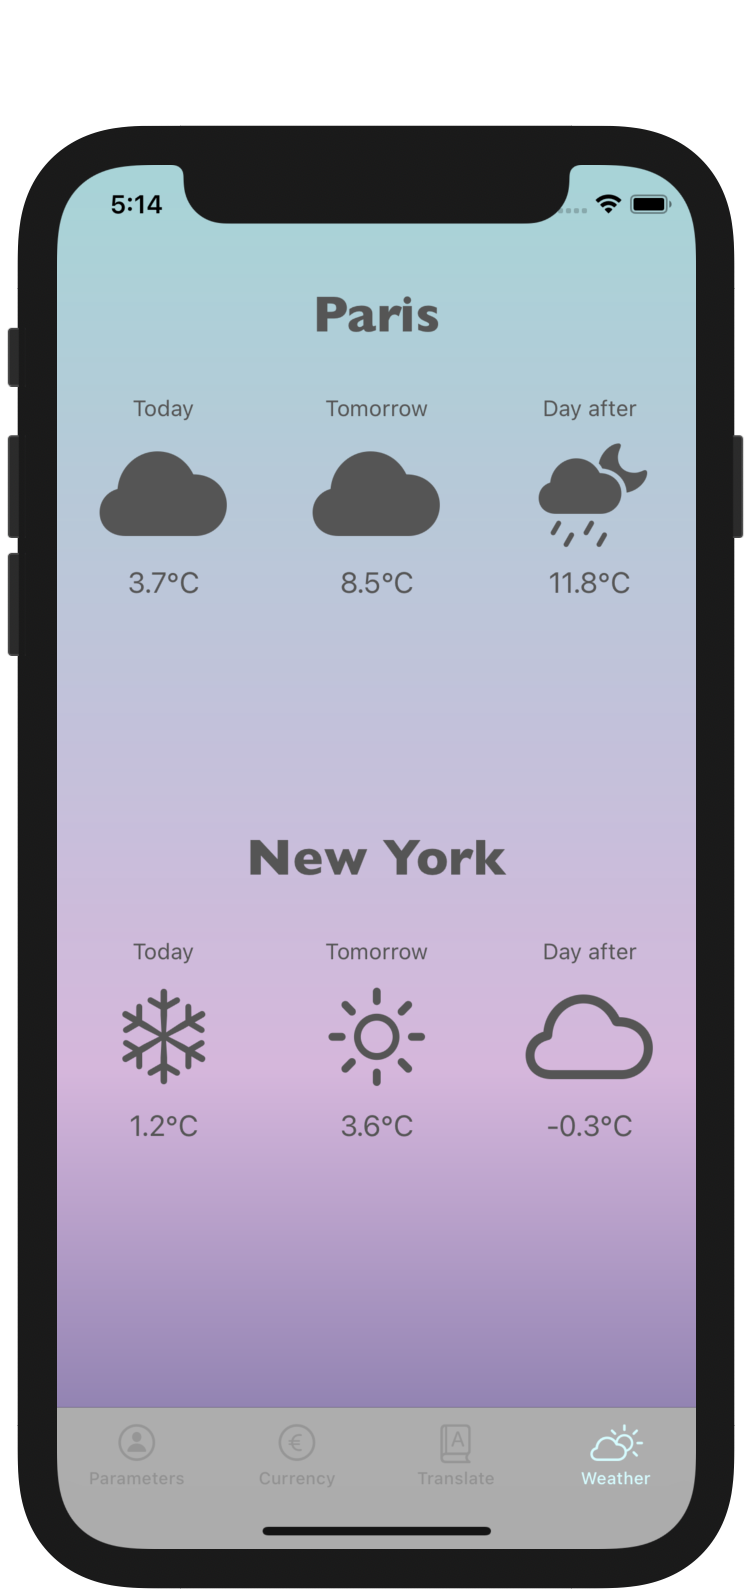 5:14
Paris
Today Tomorrow Day after
3.7°C 8.5°C 11.8°C
New York
Today Tomorrow Day after
1.2°C 3.6°C -0.3°C
€ A
Parameters Currency Translate Weather